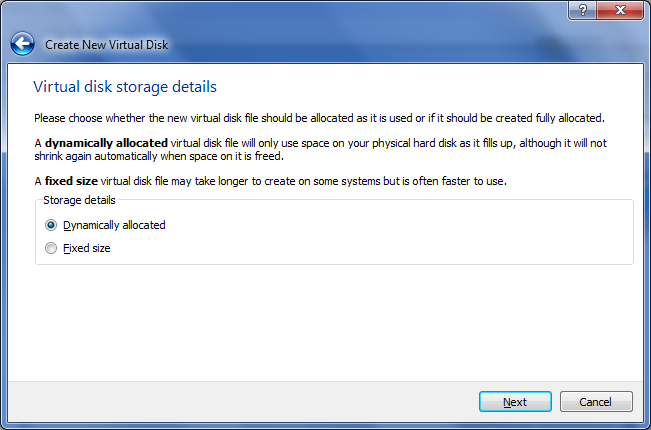 Create New Virtual Disk
Virtual disk storage details
Please choose whether the new virtual disk file should be allocated as it is used or if it should be created fully allocated.
A dynamically allocated virtual disk file will only use space on your physical hard disk as it fills up, although it will not
shrink again automatically when space on it is freed.
A fixed size virtual disk file may take longer to create on some systems but is often faster to use.
Storage details
Dynamically allocated
Fixed size
Next Cancel